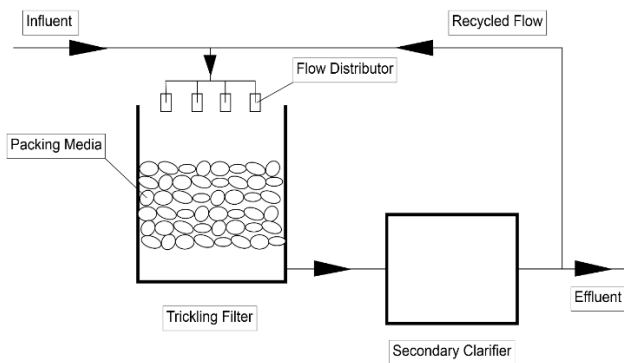 Influent
Recycled Flow
Flow Distributor
Packing Media
Effluent
Trickling Filter
Secondary Clarifier